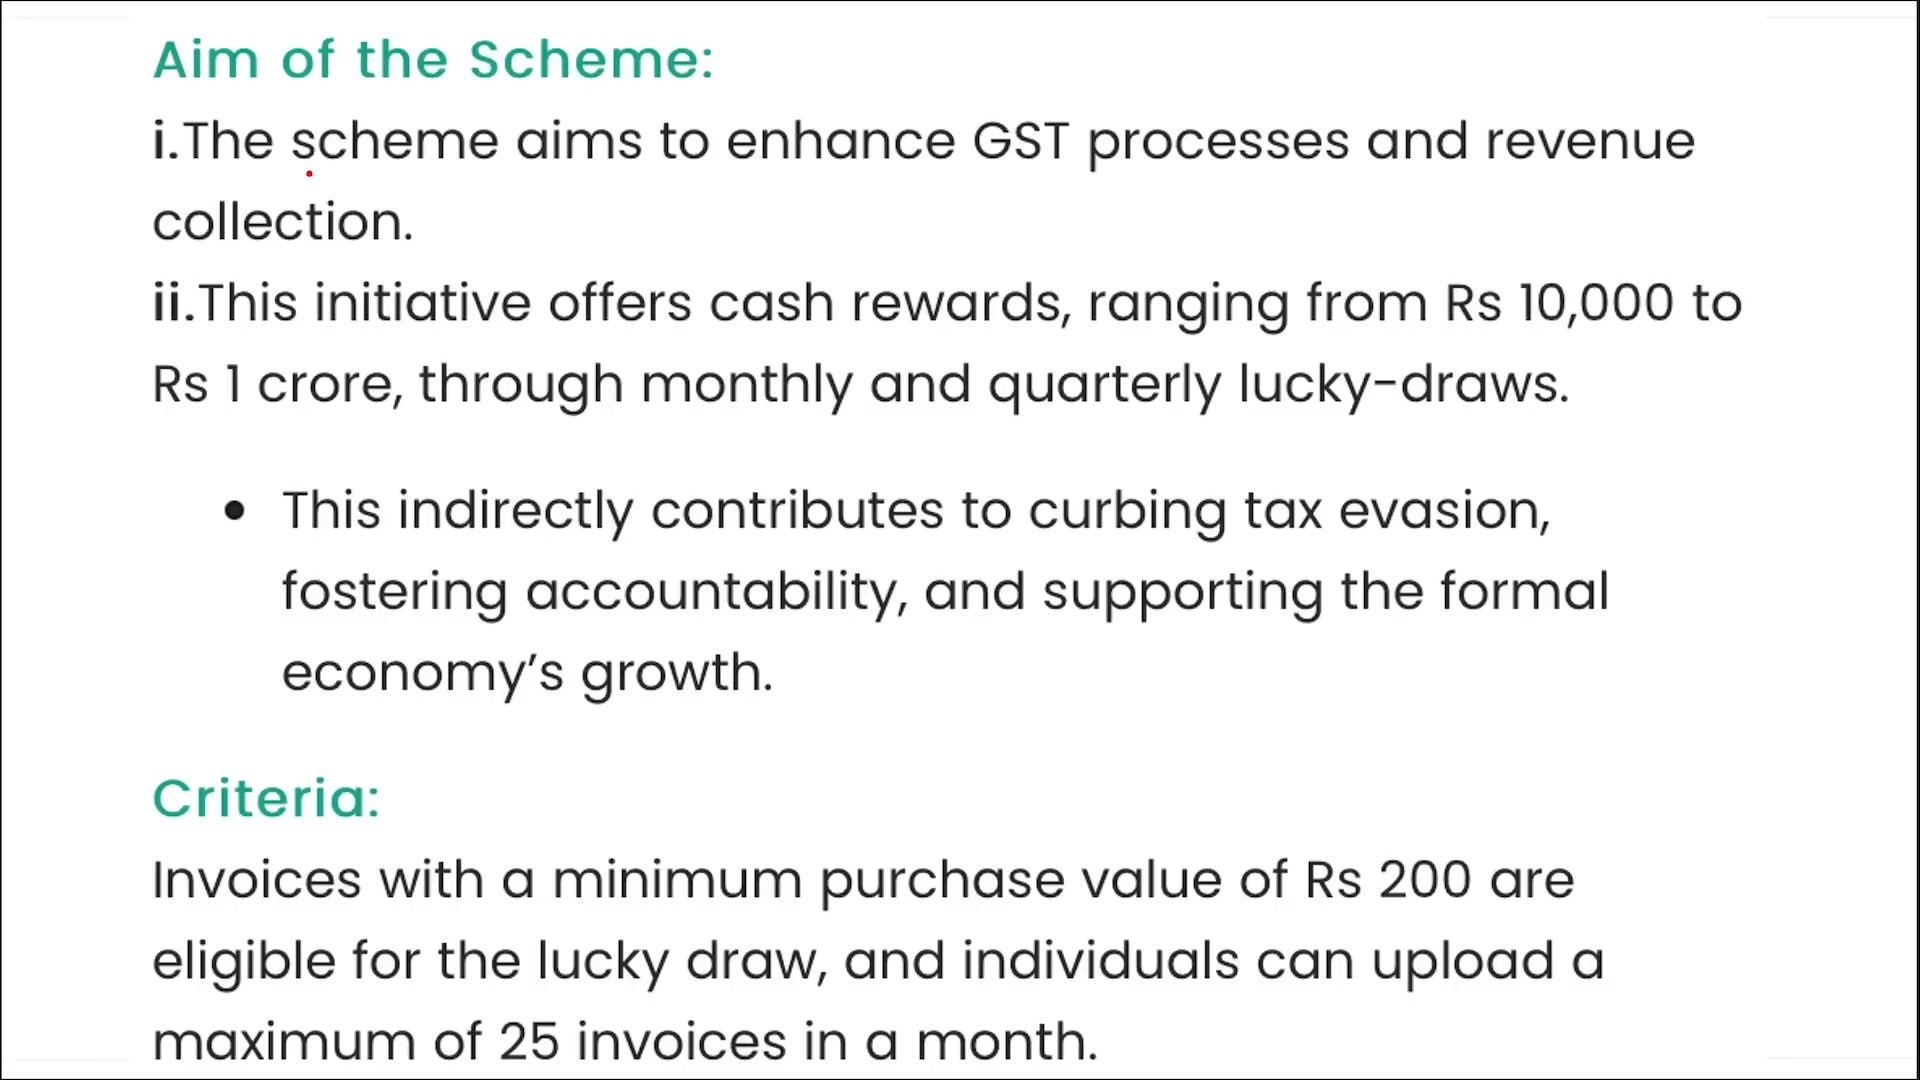 Aim of the Scheme:
i.The scheme aims to enhance GST processes and revenue
collection.
ii.This initiative offers cash rewards, ranging from Rs 10,000 to
Rs 1 crore, through monthly and quarterly lucky-draws.
• This indirectly contributes to curbing tax evasion,
fostering accountability, and supporting the formal
economy’s growth.
Criteria:
Invoices with a minimum purchase value of Rs 200 are
eligible for the lucky draw, and individuals can upload a
maximum of 25 invoices in a month.